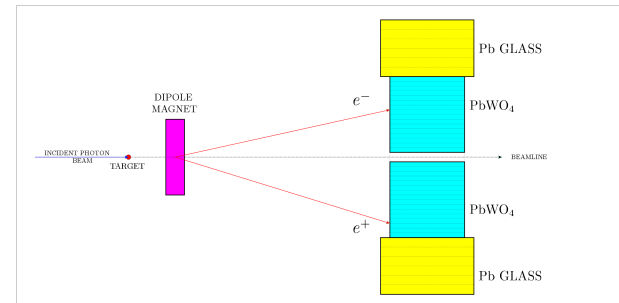 Pb GLASS
e⁻
PbWO₄
DIPOLE
MAGNET
INCIDENT PHOTON
BEAM
TARGET
BEAMLINE
PbWO₄
e⁺
Pb GLASS